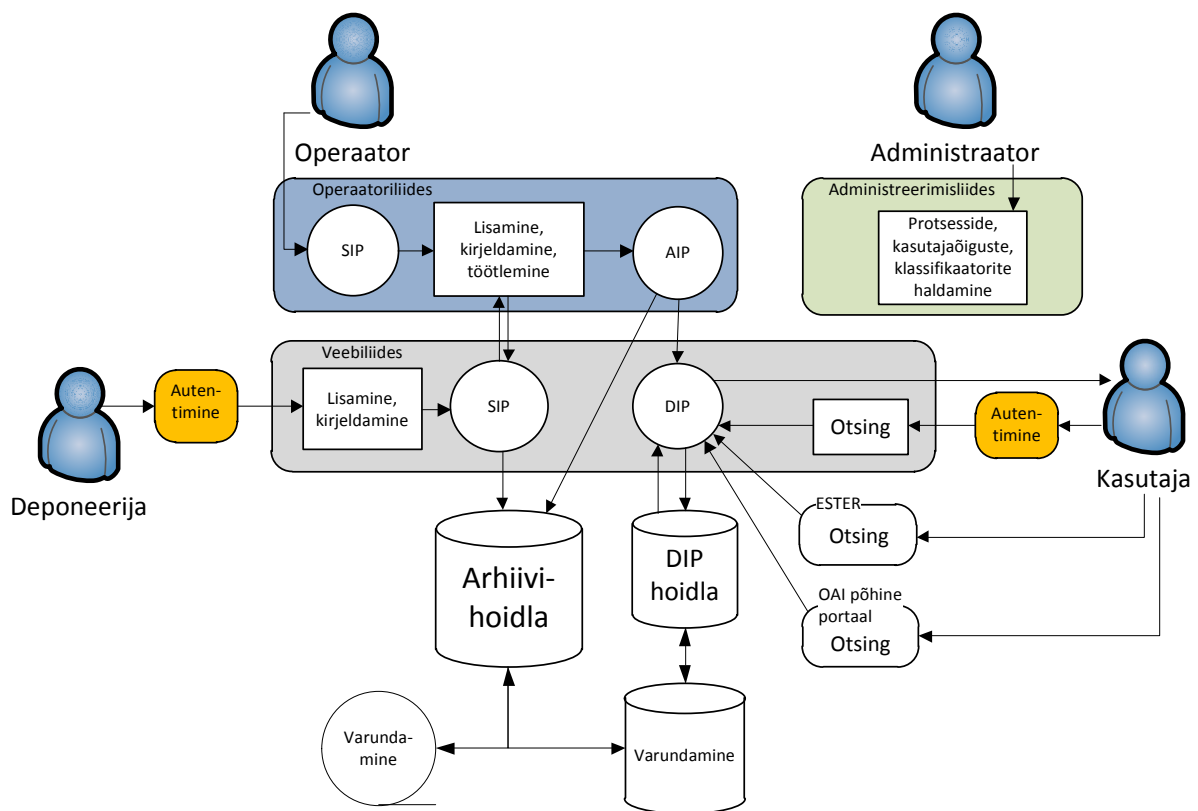 Operaator
Administraator
Operaatoriliides
SIP
Lisamine,
kirjeldamine,
töötlemine
AIP
Administreerimisliides
Protsesside,
kasutajaõiguste,
klassifikaatorite
haldamine
Veebiliides
Deponeerija
Auten-
timine
Lisamine,
kirjeldamine
SIP
DIP
Otsing
Auten-
timine
Kasutaja
ESTER
Otsing
OAI põhine
portaal
Otsing
Arhiivi-
hoidla
DIP
hoidla
Varunda-
mine
Varundamine